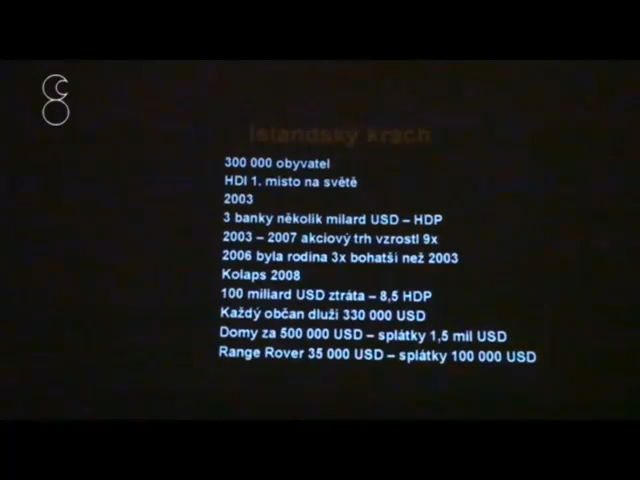 Islandský krach
300 000 obyvatel
HDI 1. místo na světě
2003
3 banky několik milard USD – HDP
2003 – 2007 akciový trh vzrostl 9x
2006 byla rodina 3x bohatší než 2003
Kolaps 2008
100 miliard USD ztráta – 8,5 HDP
Každý občan dluží 330 000 USD
Domy za 500 000 USD – splátky 1,5 mil USD
Range Rover 35 000 USD – splátky 100 000 USD